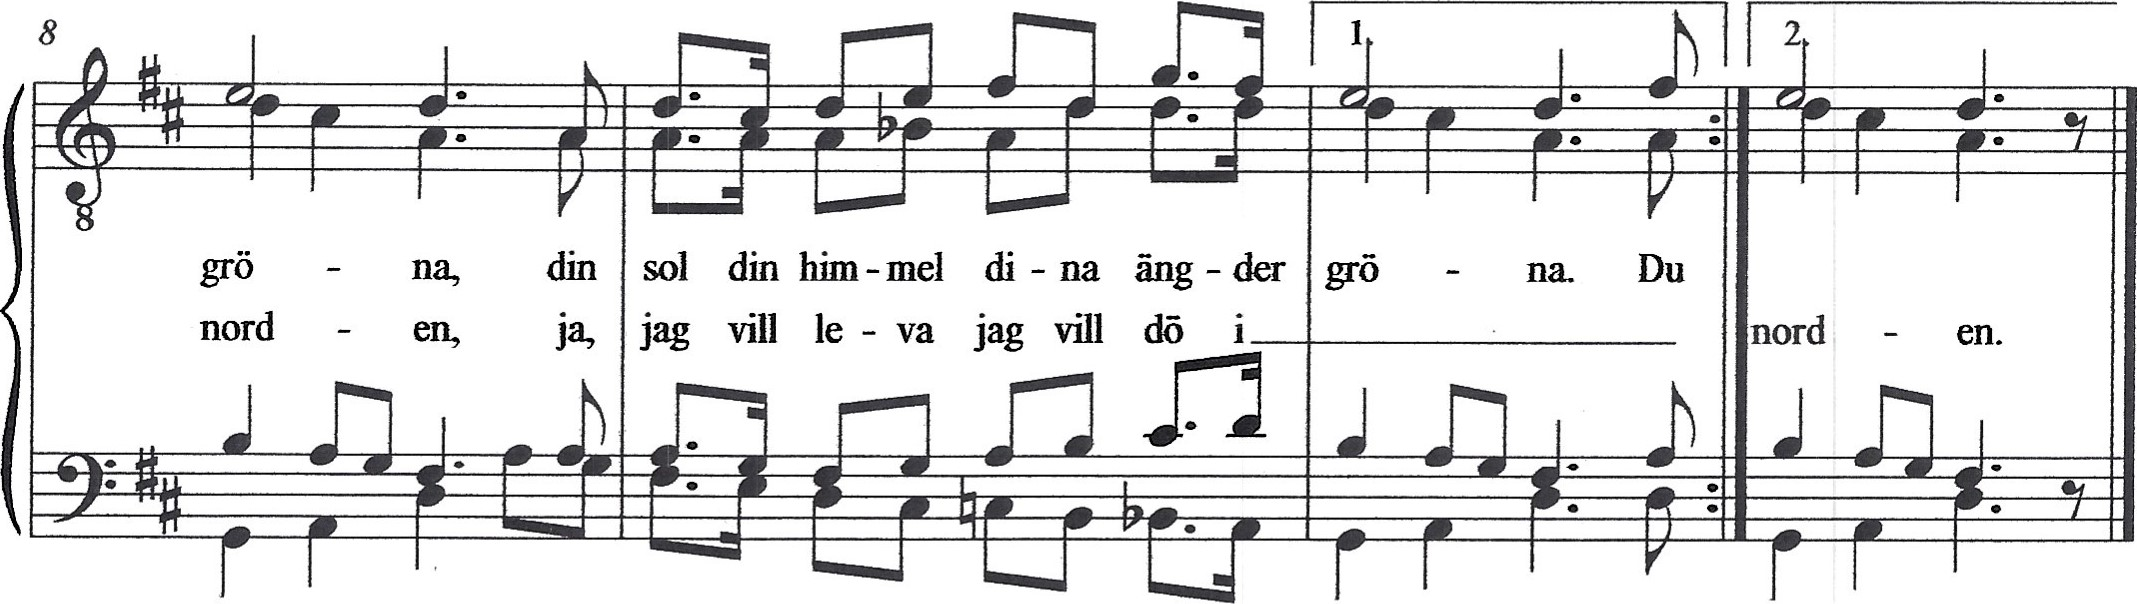 8
1.
2.
8
grö - na, din sol din him - mel di - na äng - der grö - na. Du
nord - en, ja, jag vill le - va jag vill dö i nord - en.